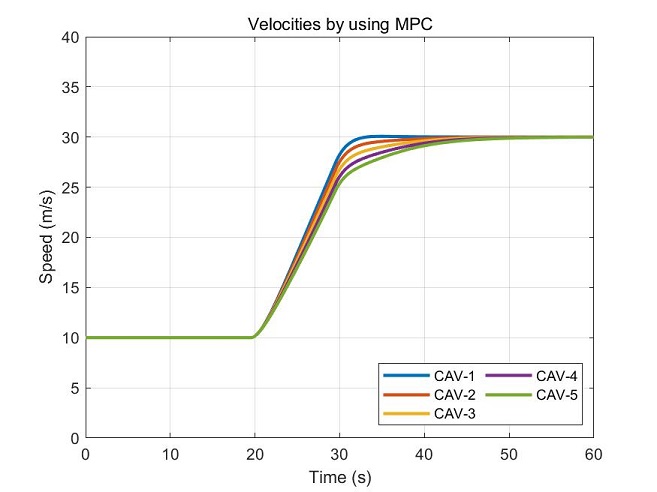 Velocities by using MPC
40
35
30
25
20
15
10
5
0
Speed (m/s)
0 10 20 30 40 50 60
Time (s)
CAV-1 CAV-4
CAV-2 CAV-5
CAV-3